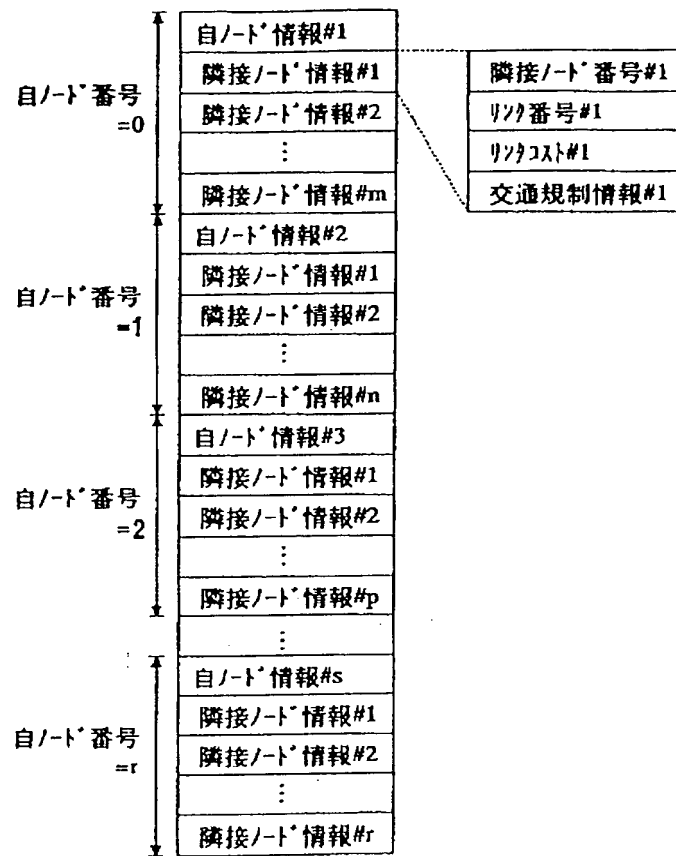 自ﾉｰﾄﾞ番号
=0
自ﾉｰﾄﾞ情報#1
隣接ﾉｰﾄﾞ情報#1
隣接ﾉｰﾄﾞ情報#2
⋮
隣接ﾉｰﾄﾞ情報#m
隣接ﾉｰﾄﾞ番号#1
ﾘﾝｸ番号#1
ﾘﾝｸｺｽﾄ#1
交通規制情報#1
自ﾉｰﾄﾞ番号
=1
自ﾉｰﾄﾞ情報#2
隣接ﾉｰﾄﾞ情報#1
隣接ﾉｰﾄﾞ情報#2
⋮
隣接ﾉｰﾄﾞ情報#n
自ﾉｰﾄﾞ番号
=2
自ﾉｰﾄﾞ情報#3
隣接ﾉｰﾄﾞ情報#1
隣接ﾉｰﾄﾞ情報#2
⋮
隣接ﾉｰﾄﾞ情報#p
⋮
自ﾉｰﾄﾞ番号
=r
自ﾉｰﾄﾞ情報#s
隣接ﾉｰﾄﾞ情報#1
隣接ﾉｰﾄﾞ情報#2
⋮
隣接ﾉｰﾄﾞ情報#r